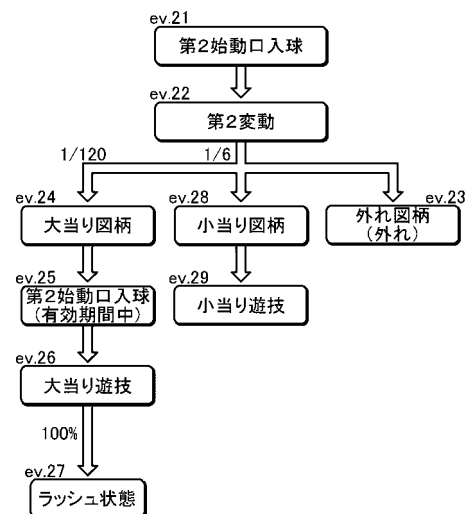 ev.21
第2始動口入球
ev.22
第2変動
1/120
1/6
ev.24
大当り図柄
ev.28
小当り図柄
ev.23
外れ図柄
(外れ)
ev.25
第2始動口入球
(有効期間中)
ev.29
小当り遊技
ev.26
大当り遊技
100%
ev.27
ラッシュ状態